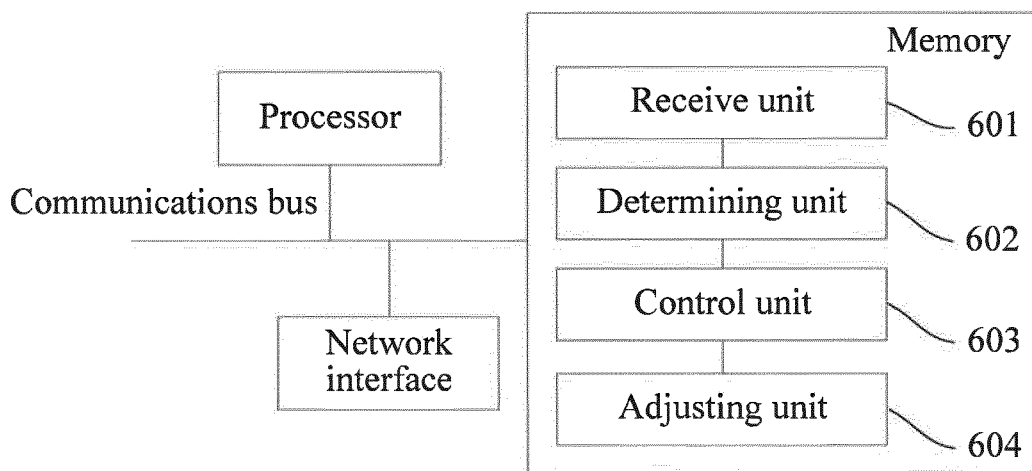 Memory
Processor
Receive unit
601
Communications bus
Determining unit
602
Control unit
603
Network
interface
Adjusting unit
604